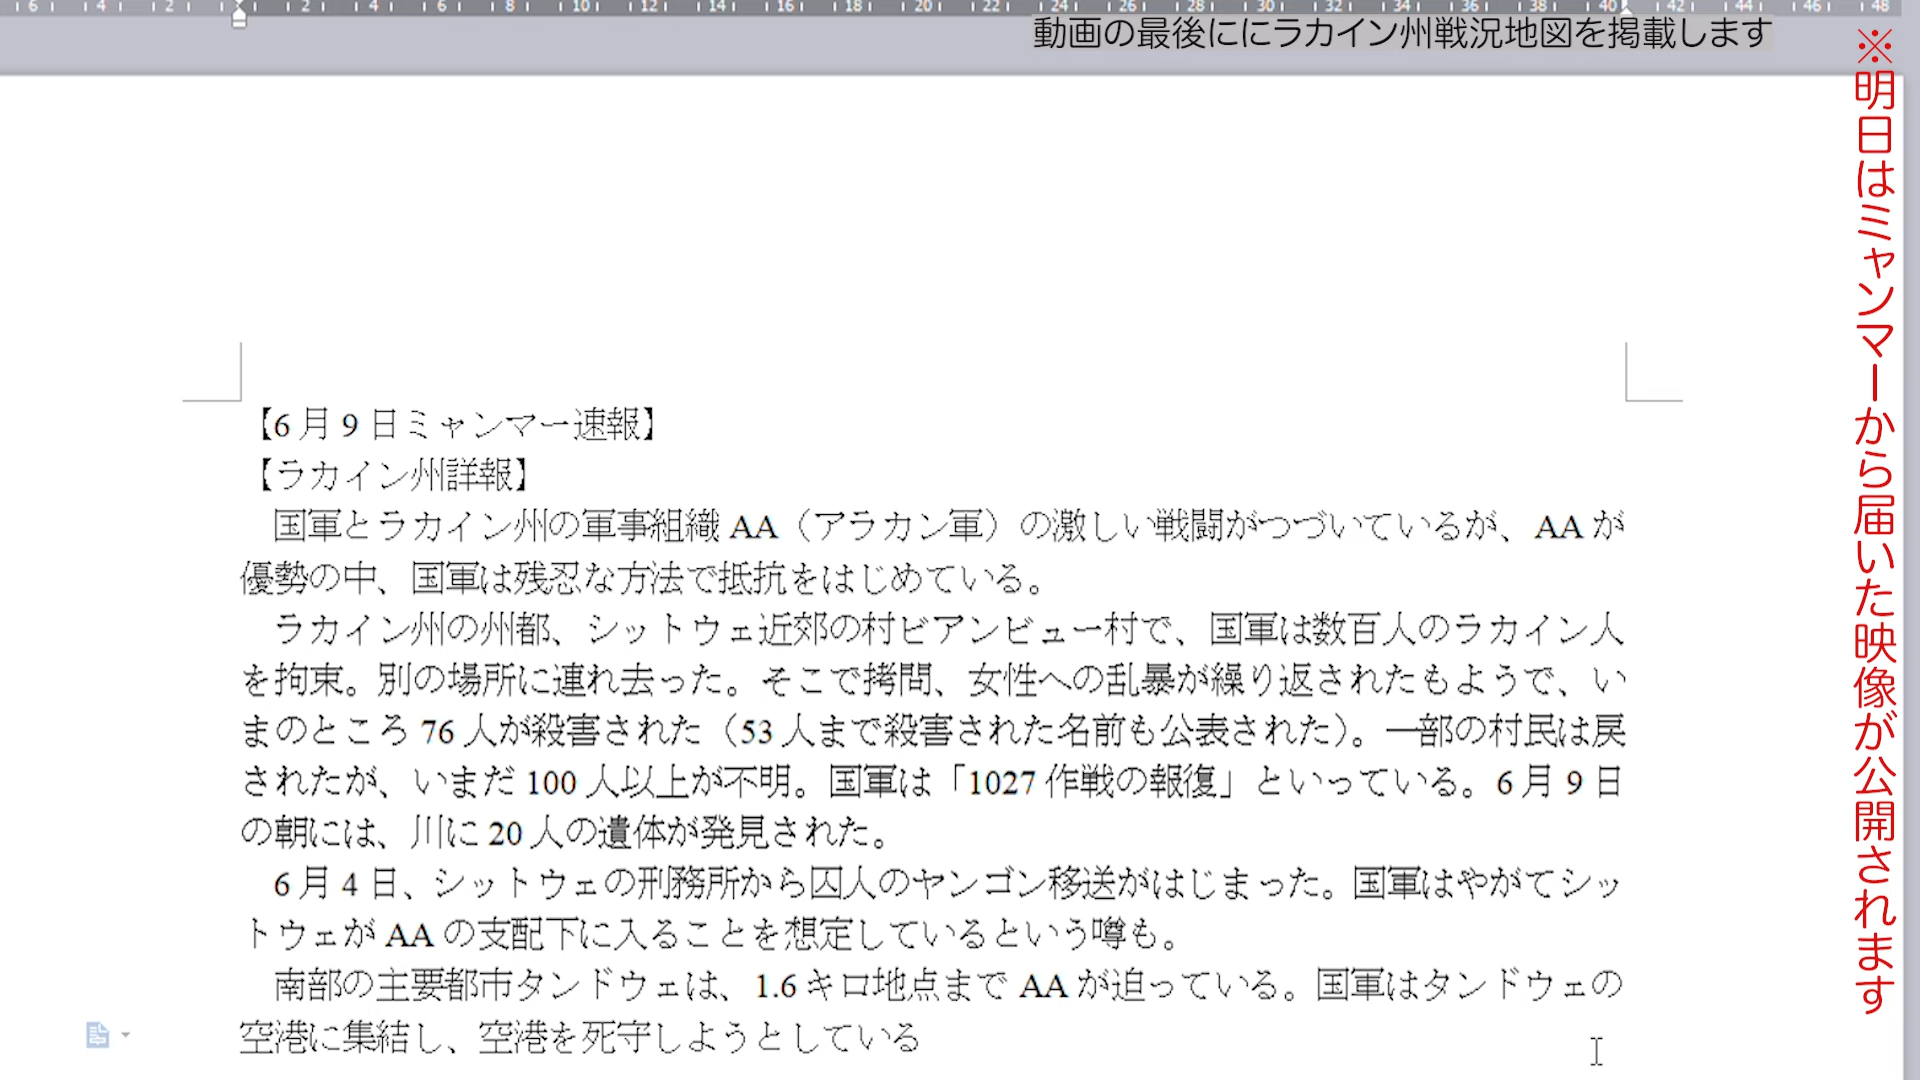 動画の最後ににラカイン州戦況地図を掲載します
※明日はミャンマーから届いた映像が公開されます
【6月9日ミャンマー速報】
【ラカイン州詳報】
国軍とラカイン州の軍事組織AA（アラカン軍）の激しい戦闘がつづいているが、AAが
優勢の中、国軍は残忍な方法で抵抗をはじめている。
ラカイン州の州都、シットウェ近郊の村ビアンビュー村で、国軍は数百人のラカイン人
を拘束。別の場所に連れ去った。そこで拷問、女性への乱暴が繰り返されたもようで、い
まのところ76人が殺害された（53人まで殺害された名前も公表された）。一部の村民は戻
されたが、いまだ100人以上が不明。国軍は「1027作戦の報復」といっている。6月9日
の朝には、川に20人の遺体が発見された。
6月4日、シットウェの刑務所から囚人のヤンゴン移送がはじまった。国軍はやがてシッ
トウェがAAの支配下に入ることを想定しているという噂も。
南部の主要都市タンドウェは、1.6キロ地点までAAが迫っている。国軍はタンドウェの
空港に集結し、空港を死守しようとしている